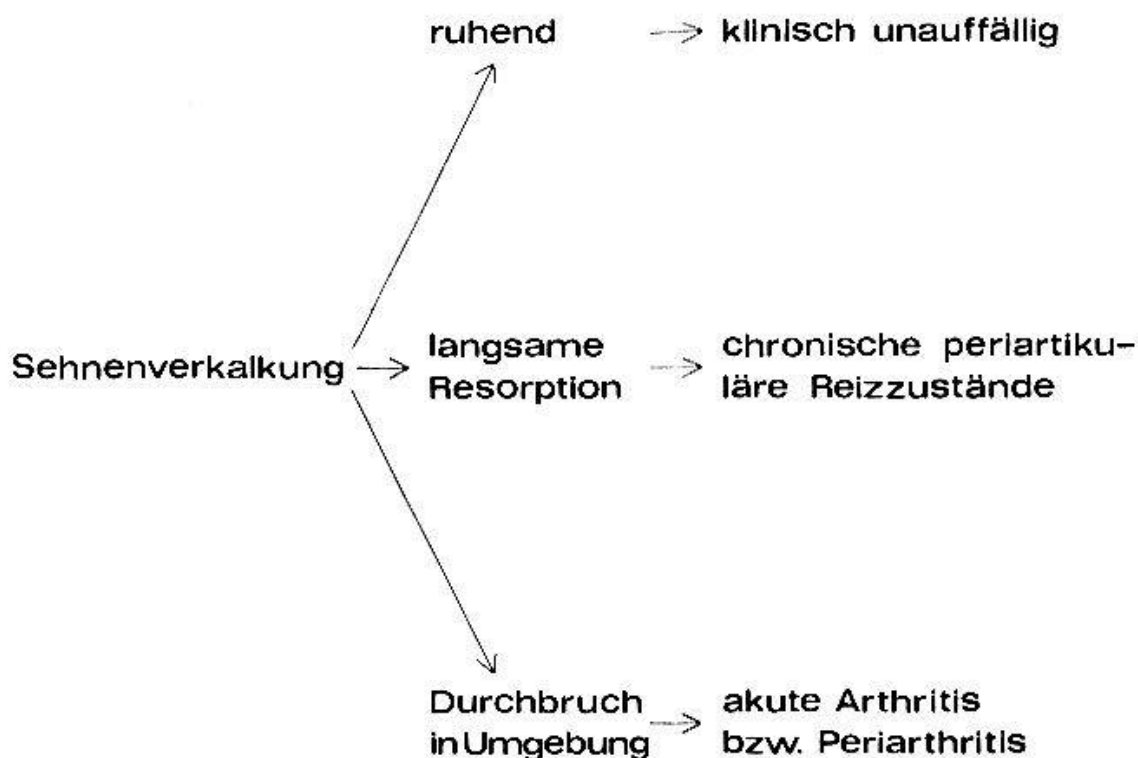 ruhend → klinisch unauffällig
Sehnenverkalkung → langsame Resorption → chronische periartiku-
läre Reizzustände
Durchbruch in Umgebung → akute Arthritis
bzw. Periarthritis